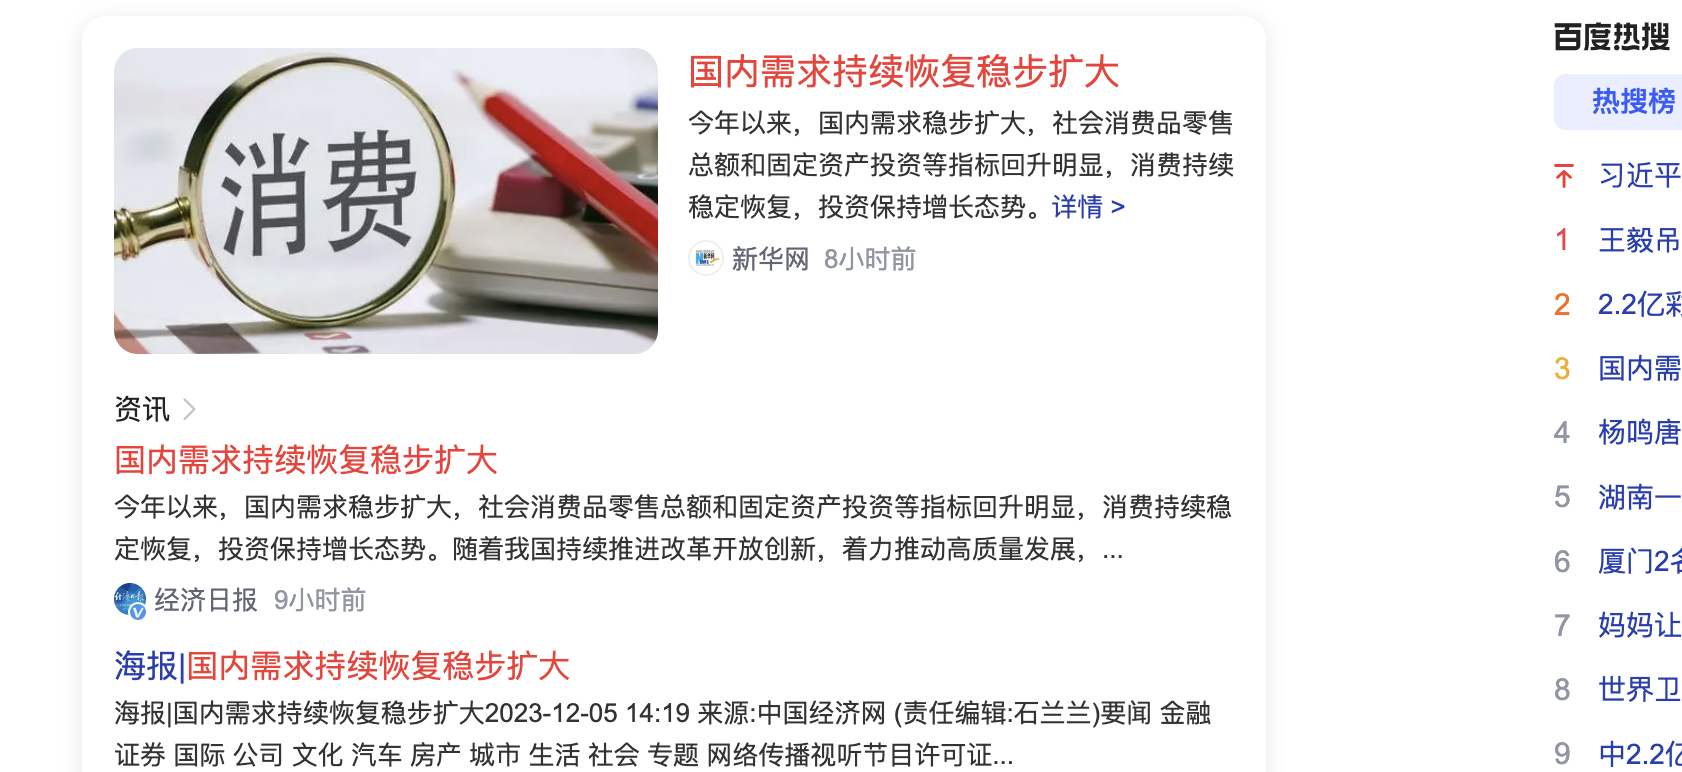 消费
国内需求持续恢复稳步扩大
今年以来，国内需求稳步扩大，社会消费品零售
总额和固定资产投资等指标回升明显，消费持续
稳定恢复，投资保持增长态势。详情 >
新华网 8小时前
资讯
国内需求持续恢复稳步扩大
今年以来，国内需求稳步扩大，社会消费品零售总额和固定资产投资等指标回升明显，消费持续稳
定恢复，投资保持增长态势。随着我国持续推进改革开放创新，着力推动高质量发展，...
经济日报 9小时前
海报|国内需求持续恢复稳步扩大
海报|国内需求持续恢复稳步扩大2023-12-05 14:19 来源:中国经济网 (责任编辑:石兰兰)要闻 金融
证券 国际 公司 文化 汽车 房产 城市 生活 社会 专题 网络传播视听节目许可证...
百度热搜
热搜榜
习近平
1 王毅吊
2 2.2亿彩
3 国内需
4 杨鸣唐
5 湖南一
6 厦门2名
7 妈妈让
8 世界卫
9 中2.2亿